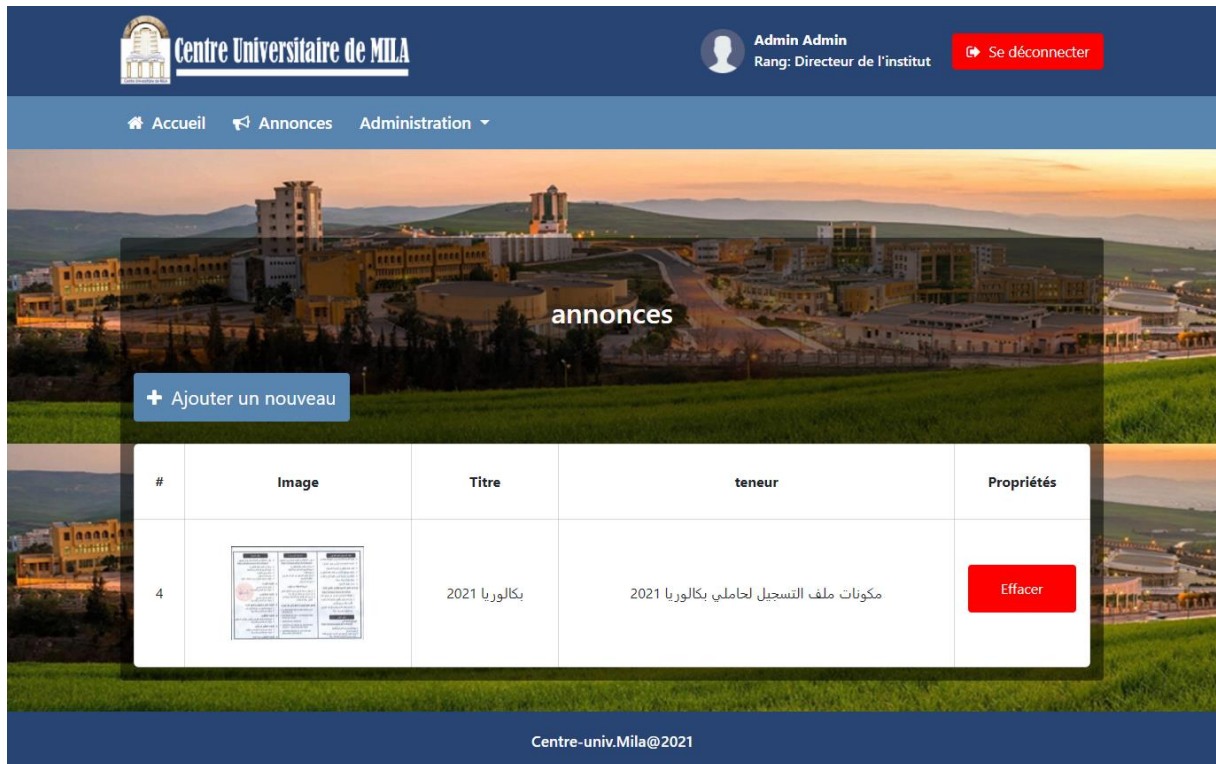 Centre Universitaire de MILA
Admin Admin
Rang: Directeur de l'institut
Se déconnecter
Accueil Annonces Administration
annonces
Ajouter un nouveau
# Image Titre teneur Propriétés
4 بكالوريا 2021 مكونات ملف التسجيل لحاملي بكالوريا 2021 Effacer
Centre-univ.Mila@2021